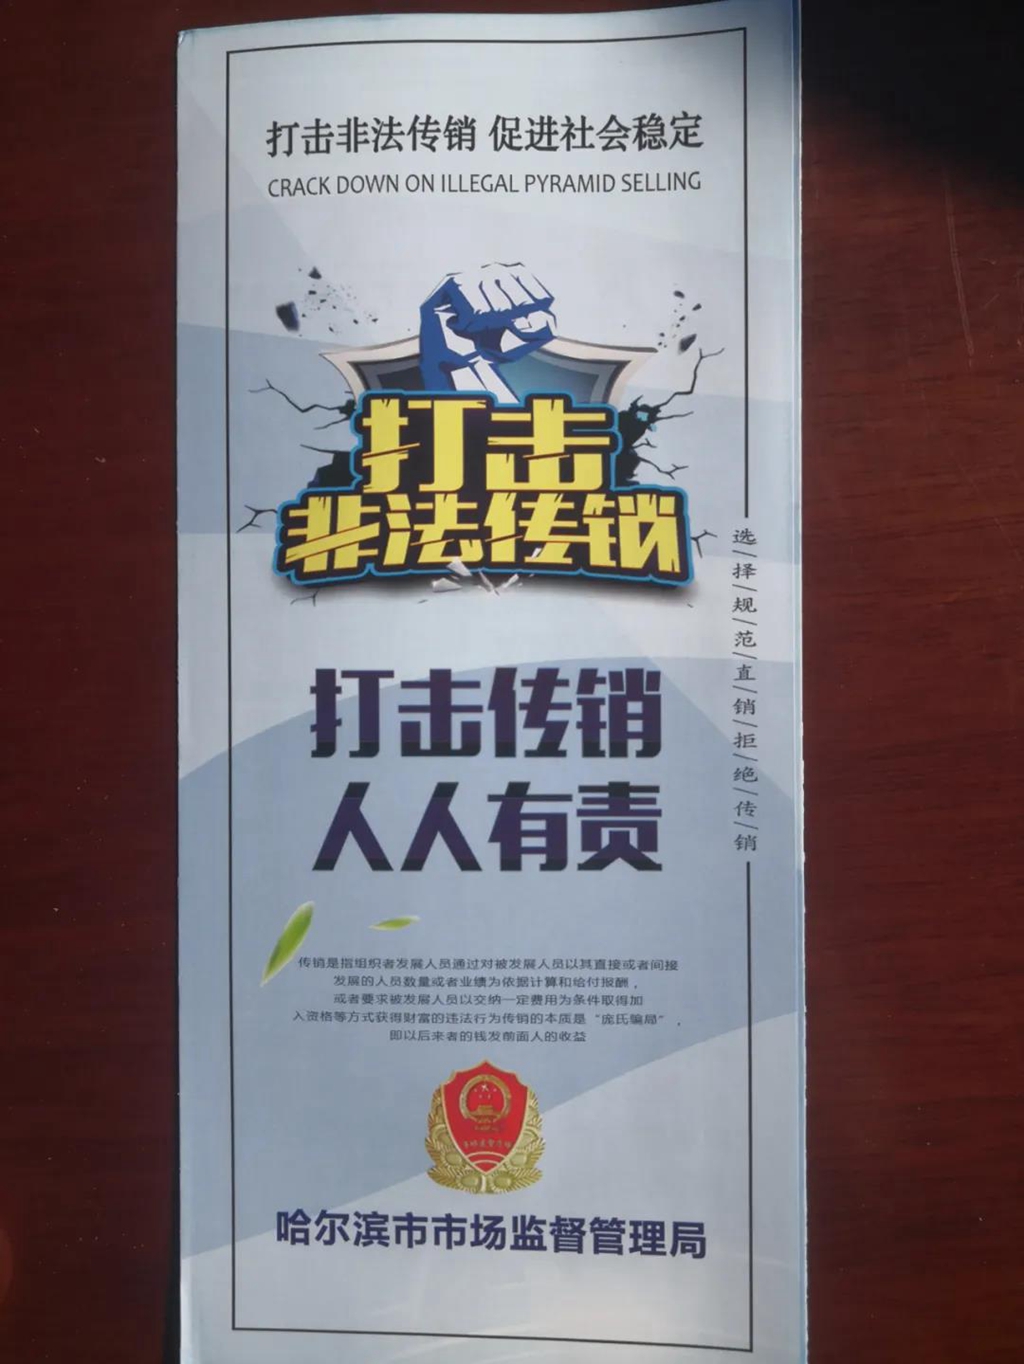 打击非法传销 促进社会稳定
CRACK DOWN ON ILLEGAL PYRAMID SELLING
打击
非法传销
选/择/规/范/直/销/拒/绝/传/销
打击传销
人人有责
传销是指组织者发展人员通过对被发展人员以其直接或者间接
发展的人员数量或者业绩为依据计算和给付报酬，
或者要求被发展人员以交纳一定费用为条件取得加
入资格等方式获得财富的违法行为传销的本质是“庞氏骗局”，
即以后来者的钱发前面人的收益
哈尔滨市市场监督管理局